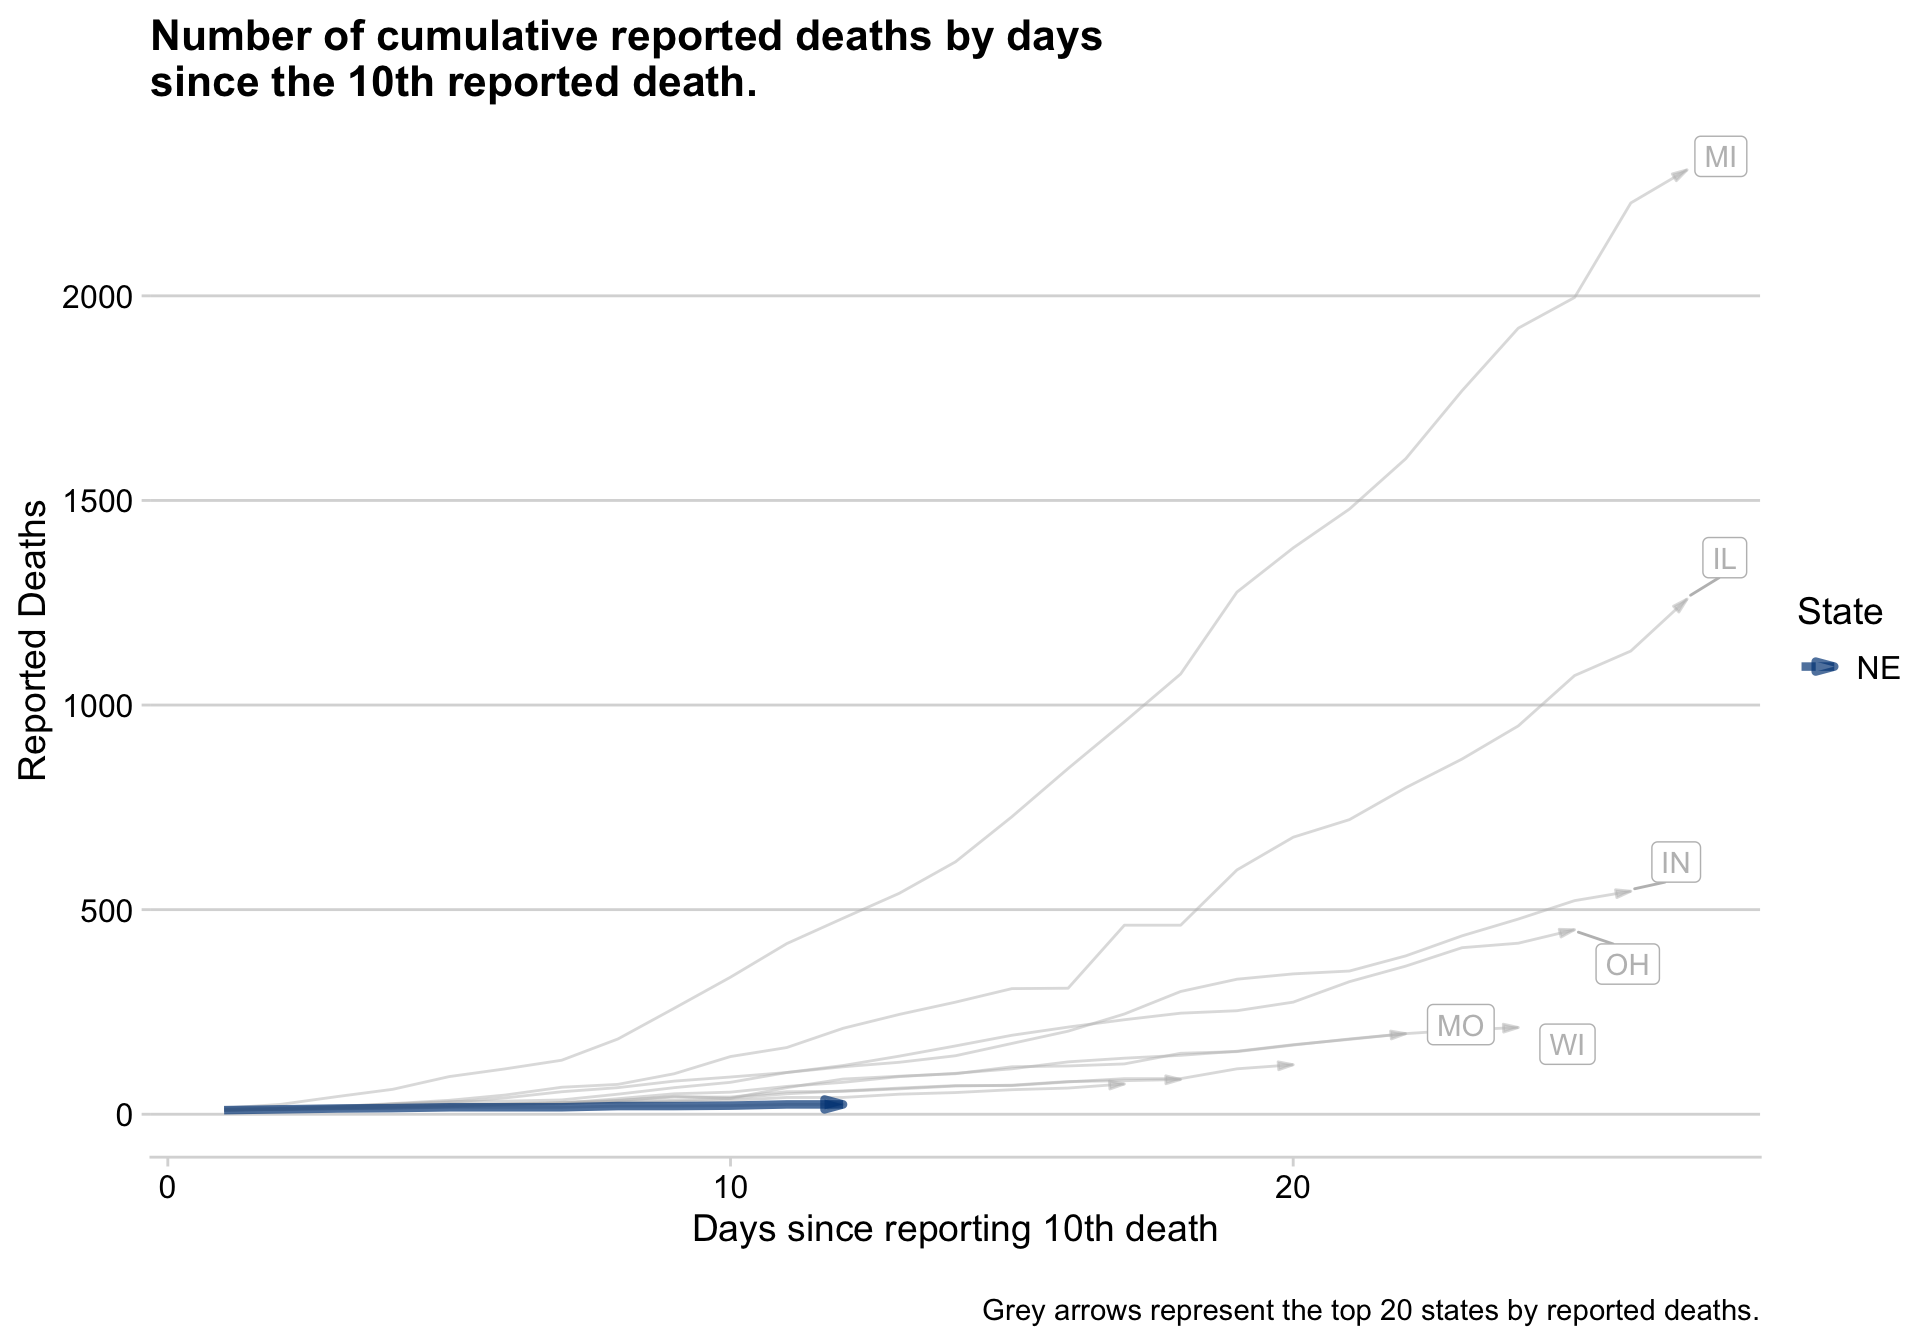 Number of cumulative reported deaths by days
since the 10th reported death.
MI
2000
1500
IL
Reported Deaths
State
NE
1000
IN
500
OH
MO
WI
0
0 10 20
Days since reporting 10th death
Grey arrows represent the top 20 states by reported deaths.